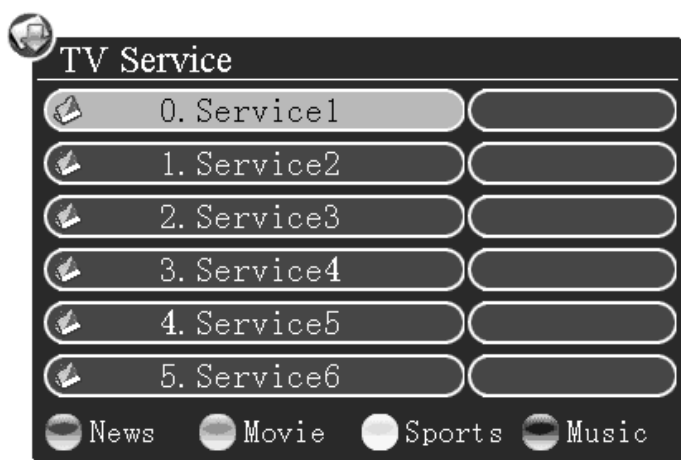 TV Service
0. Service1
1. Service2
2. Service3
3. Service4
4. Service5
5. Service6
News Movie Sports Music